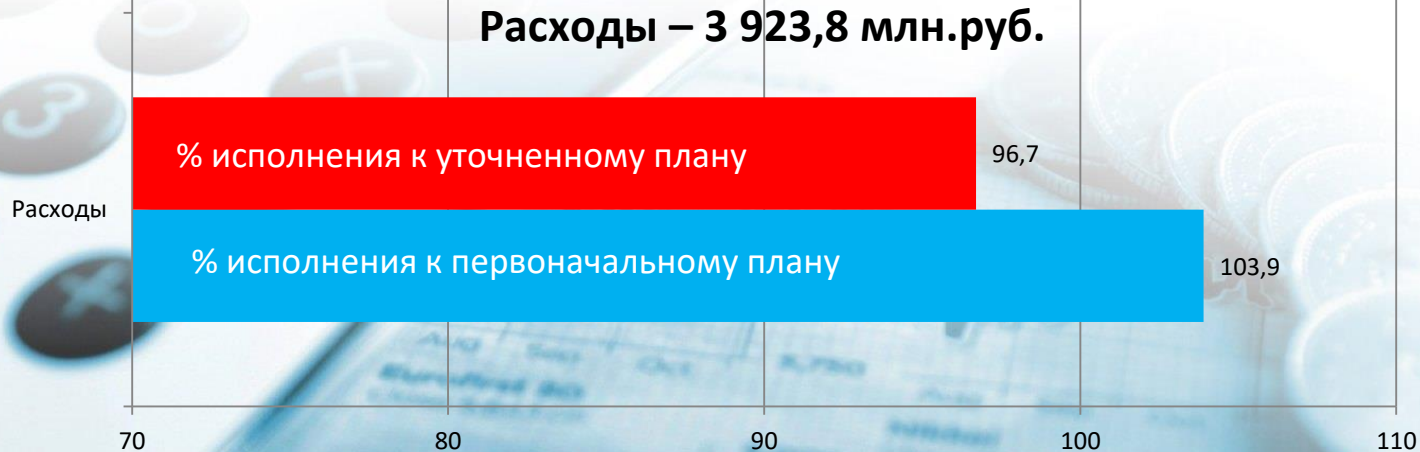 Расходы – 3 923,8 млн.руб.
% исполнения к уточненному плану
96,7
Расходы
% исполнения к первоначальному плану
103,9
70 80 90 100 110